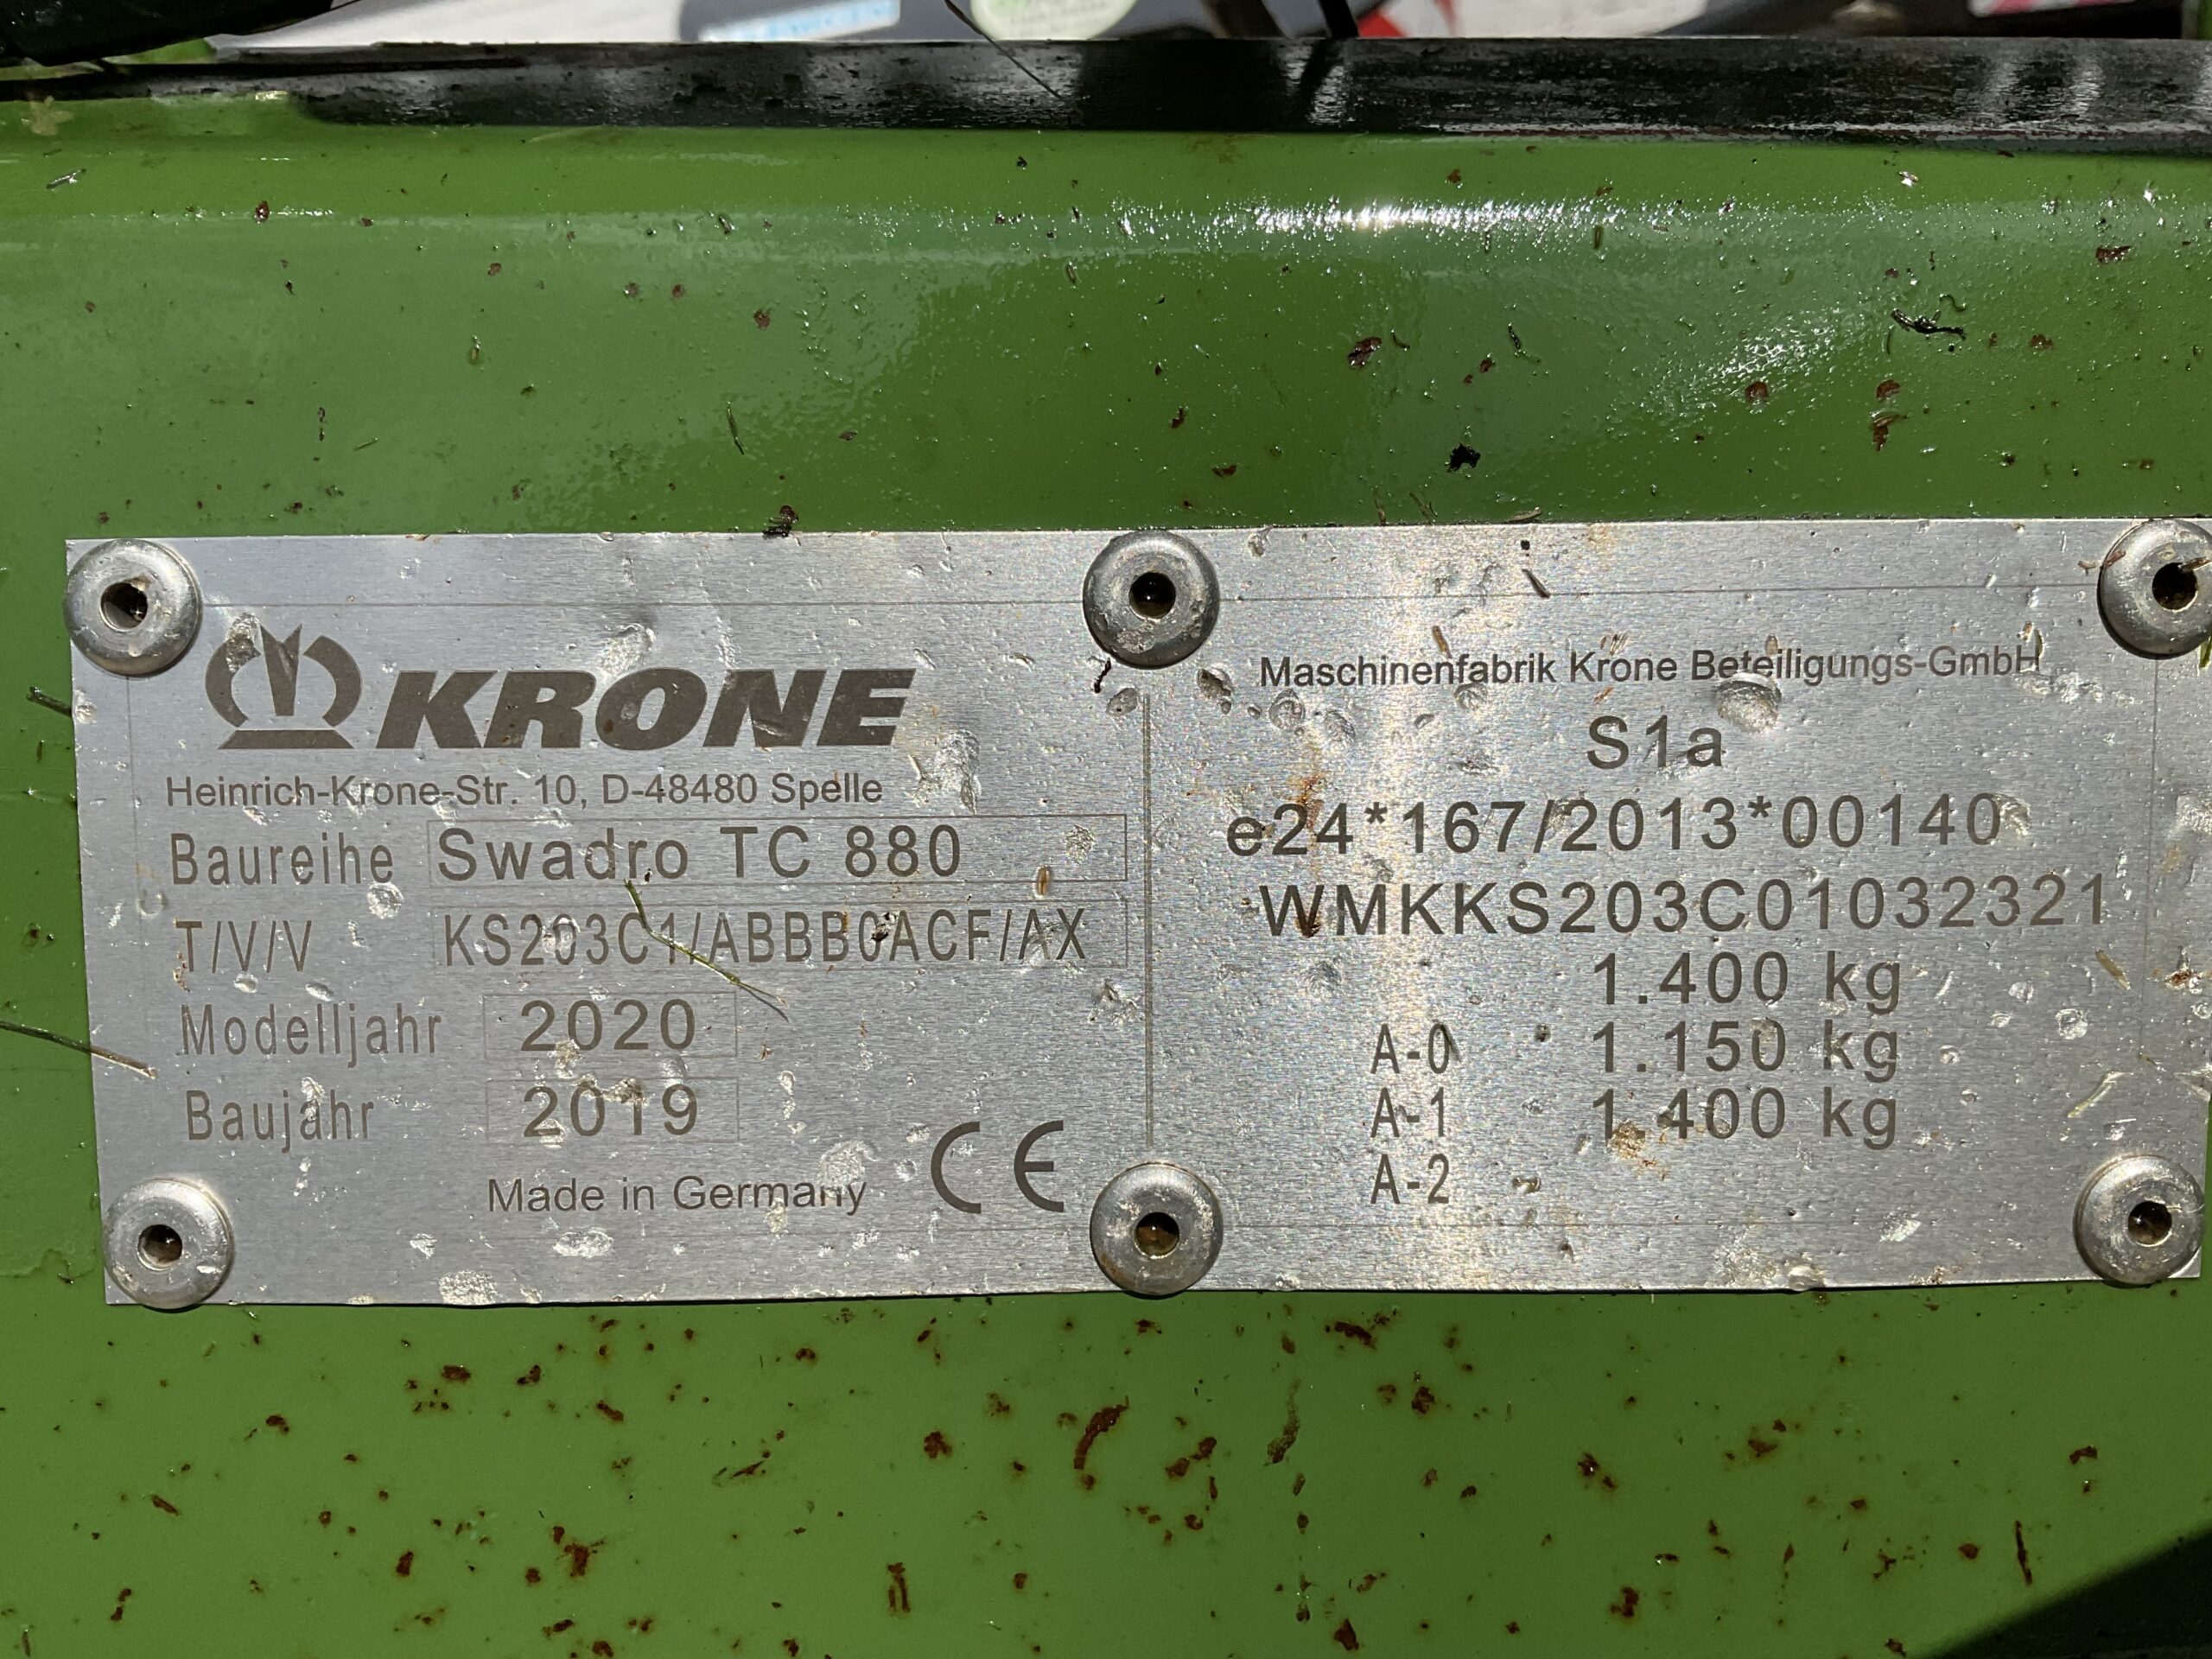 KRONE
Heinrich-Krone-Str. 10, D-48480 Spelle
Baureihe Swadro TC 880
T/V/V KS203C1/ABBB0ACF/AX
Modelljahr 2020
Baujahr 2019
Made in Germany CE
Maschinenfabrik Krone Beteiligungs-GmbH
S1a
e24*167/2013*00140
WMKKS203C01032321
1.400 kg
A-0 1.150 kg
A-1 1.400 kg
A-2